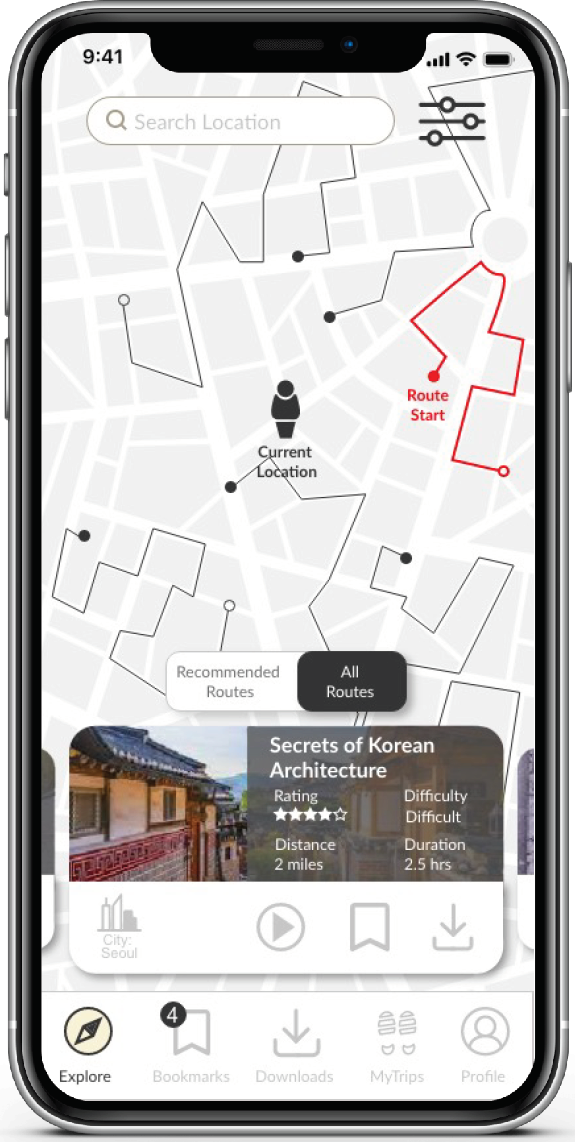 9:41
Search Location
Route
Start
Current
Location
Recommended
Routes
All
Routes
Secrets of Korean
Architecture
Rating
Difficulty
Difficult
Distance
2 miles
Duration
2.5 hrs
City:
Seoul
4
Explore
Bookmarks
Downloads
MyTrips
Profile